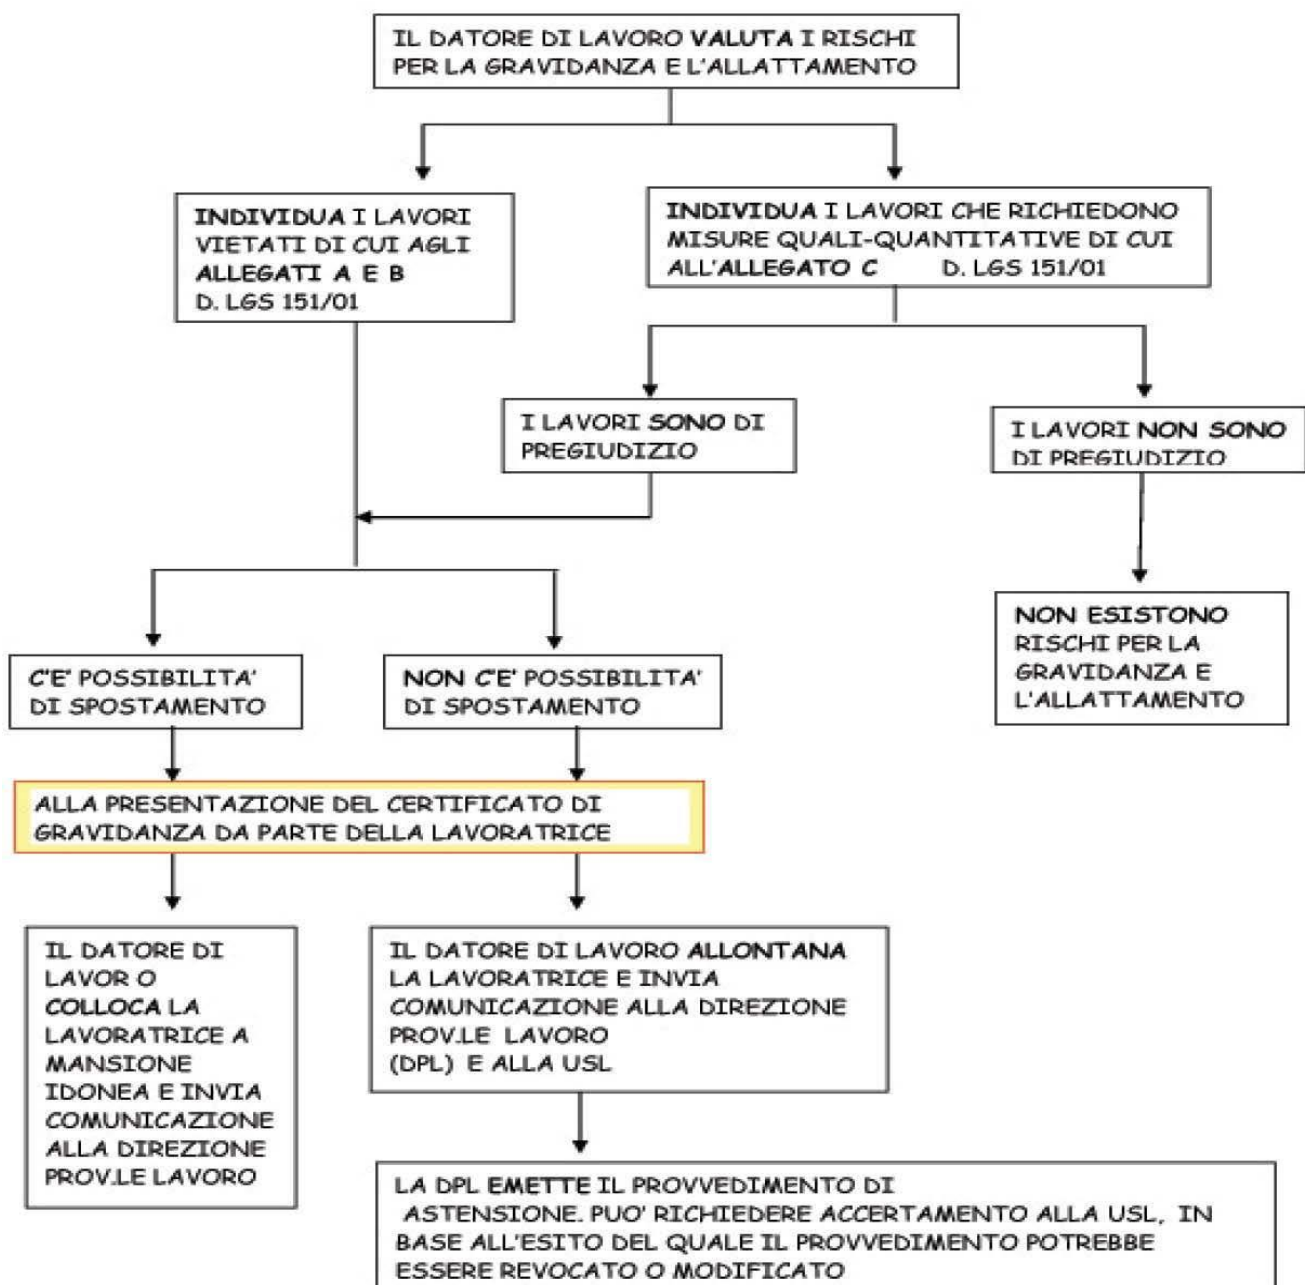 IL DATORE DI LAVORO VALUTA I RISCHI
PER LA GRAVIDANZA E L'ALLATTAMENTO
INDIVIDUA I LAVORI
VIETATI DI CUI AGLI
ALLEGATI A E B
D. LGS 151/01
INDIVIDUA I LAVORI CHE RICHIEDONO
MISURE QUALI-QUANTITATIVE DI CUI
ALL'ALLEGATO C D. LGS 151/01
I LAVORI SONO DI
PREGIUDIZIO
I LAVORI NON SONO
DI PREGIUDIZIO
NON ESISTONO
RISCHI PER LA
GRAVIDANZA E
L'ALLATTAMENTO
C'E' POSSIBILITA'
DI SPOSTAMENTO
NON C'E' POSSIBILITA'
DI SPOSTAMENTO
ALLA PRESENTAZIONE DEL CERTIFICATO DI
GRAVIDANZA DA PARTE DELLA LAVORATRICE
IL DATORE DI
LAVOR O
COLLOCA LA
LAVORATRICE A
MANSIONE
IDONEA E INVIA
COMUNICAZIONE
ALLA DIREZIONE
PROV.LE LAVORO
IL DATORE DI LAVORO ALLONTANA
LA LAVORATRICE E INVIA
COMUNICAZIONE ALLA DIREZIONE
PROV.LE LAVORO
(DPL) E ALLA USL
LA DPL EMETTE IL PROVVEDIMENTO DI
ASTENSIONE. PUO' RICHIEDERE ACCERTAMENTO ALLA USL, IN
BASE ALL'ESITO DEL QUALE IL PROVVEDIMENTO POTREBBE
ESSERE REVOCATO O MODIFICATO